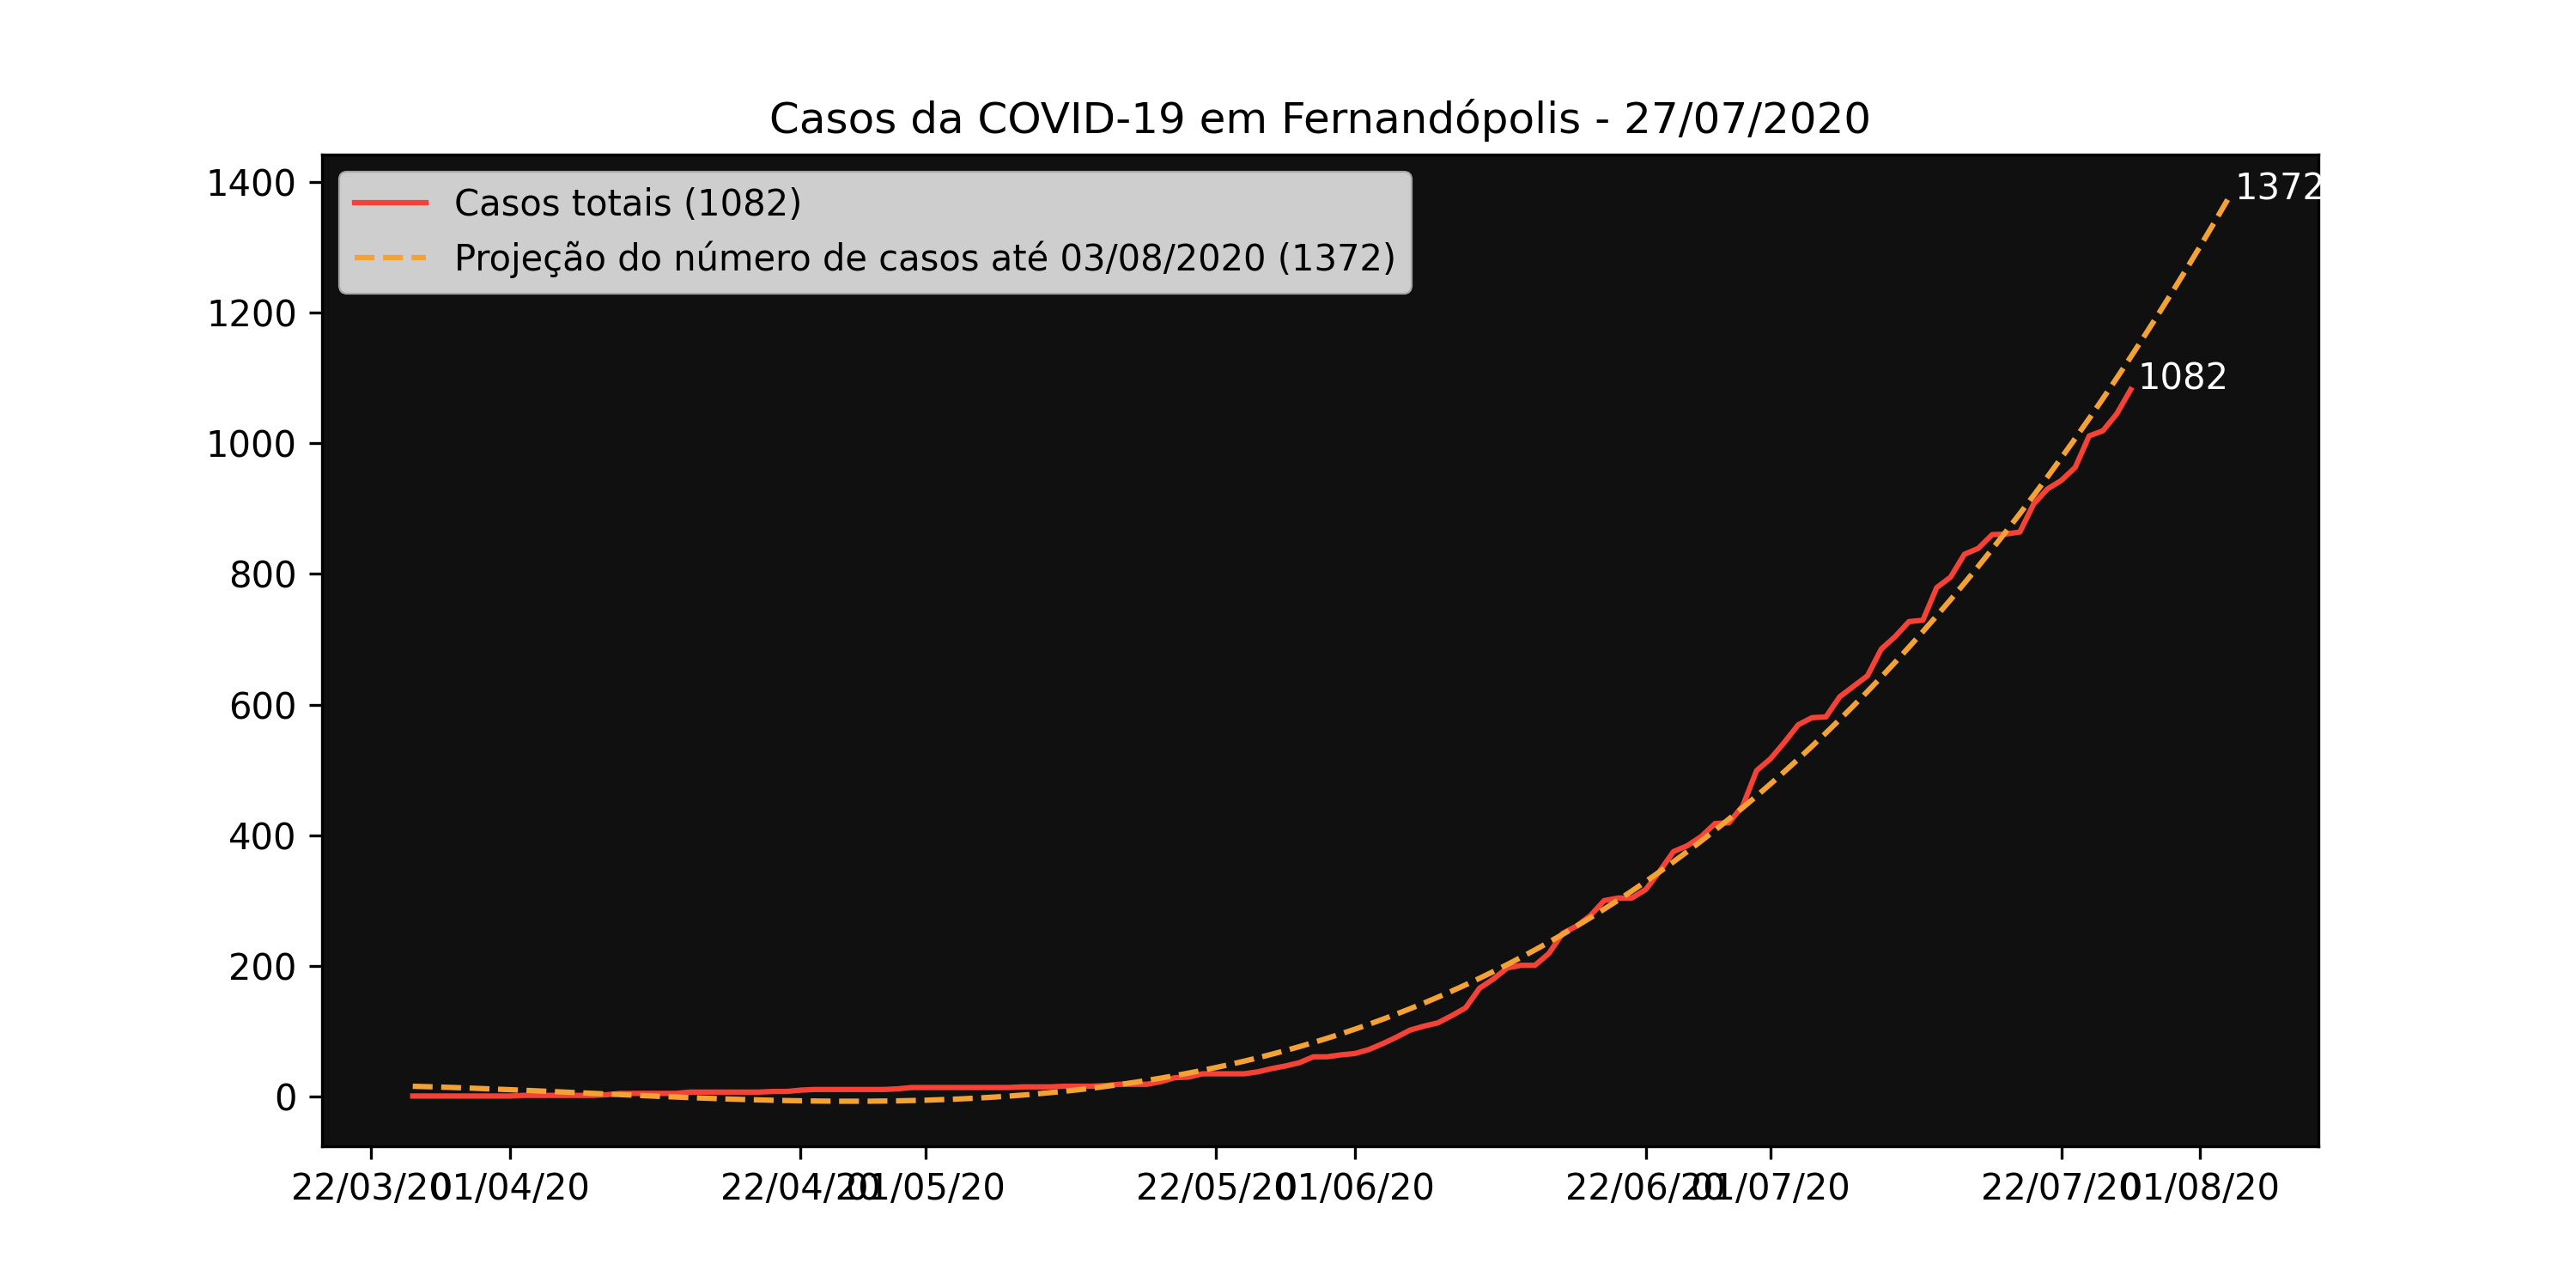 Casos da COVID-19 em Fernandópolis - 27/07/2020
Casos totais (1082)
Projeção do número de casos até 03/08/2020 (1372)
1372
1082
1400
1200
1000
800
600
400
200
0
22/03/20 01/04/20 22/04/20 01/05/20 22/05/20 01/06/20 22/06/20 01/07/20 22/07/20 01/08/20